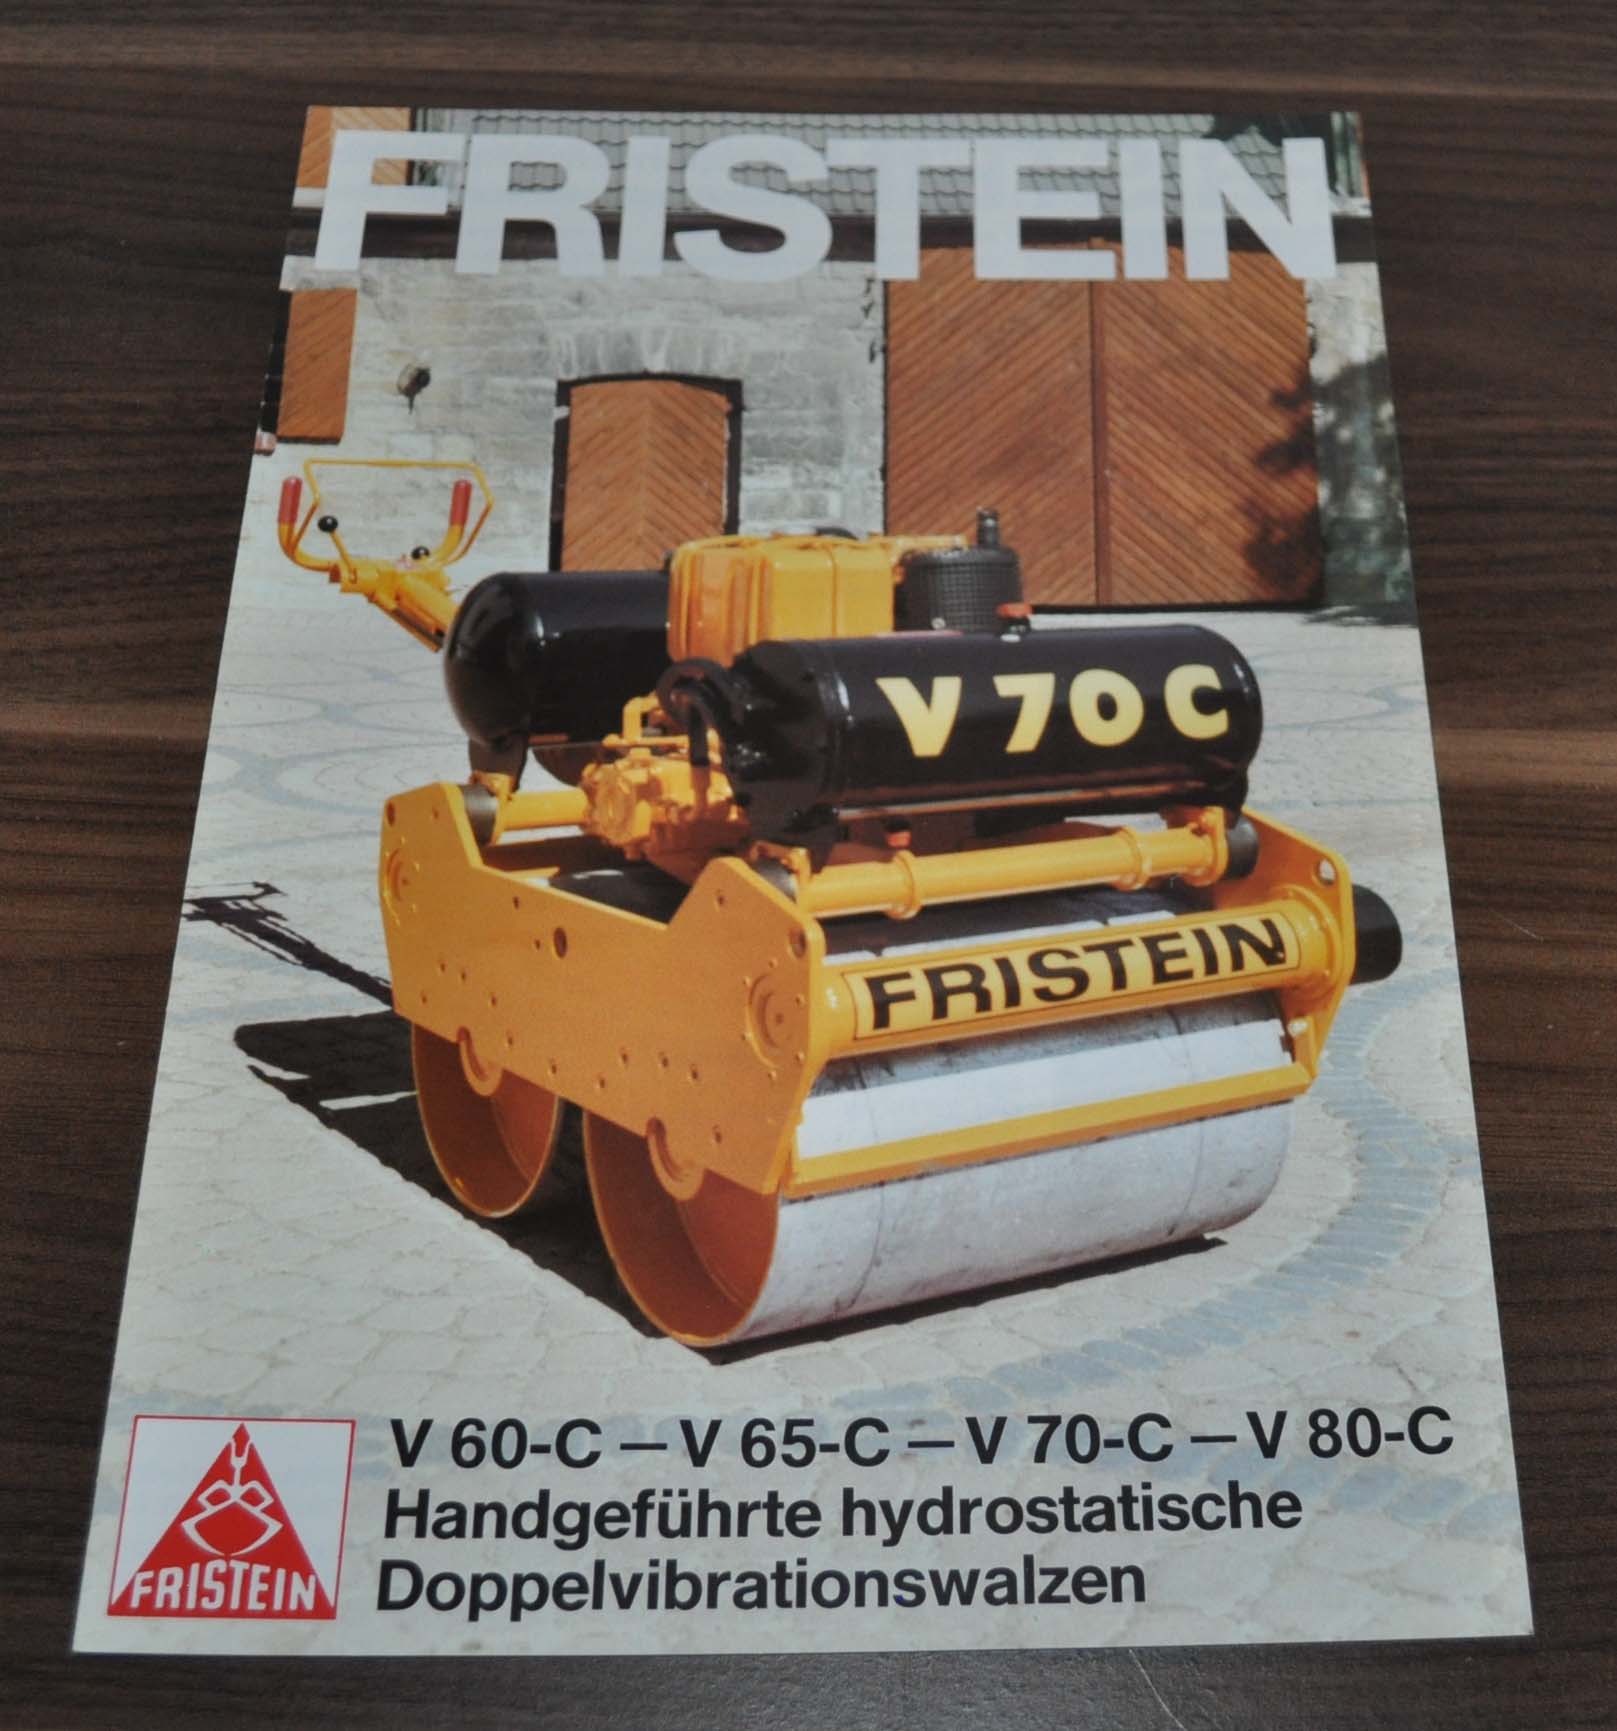 FRISTEIN
V 70 C
FRISTEIN
V 60-C – V 65-C – V 70-C – V 80-C
Handgeführte hydrostatische
Doppelvibrationswalzen
FRISTEIN